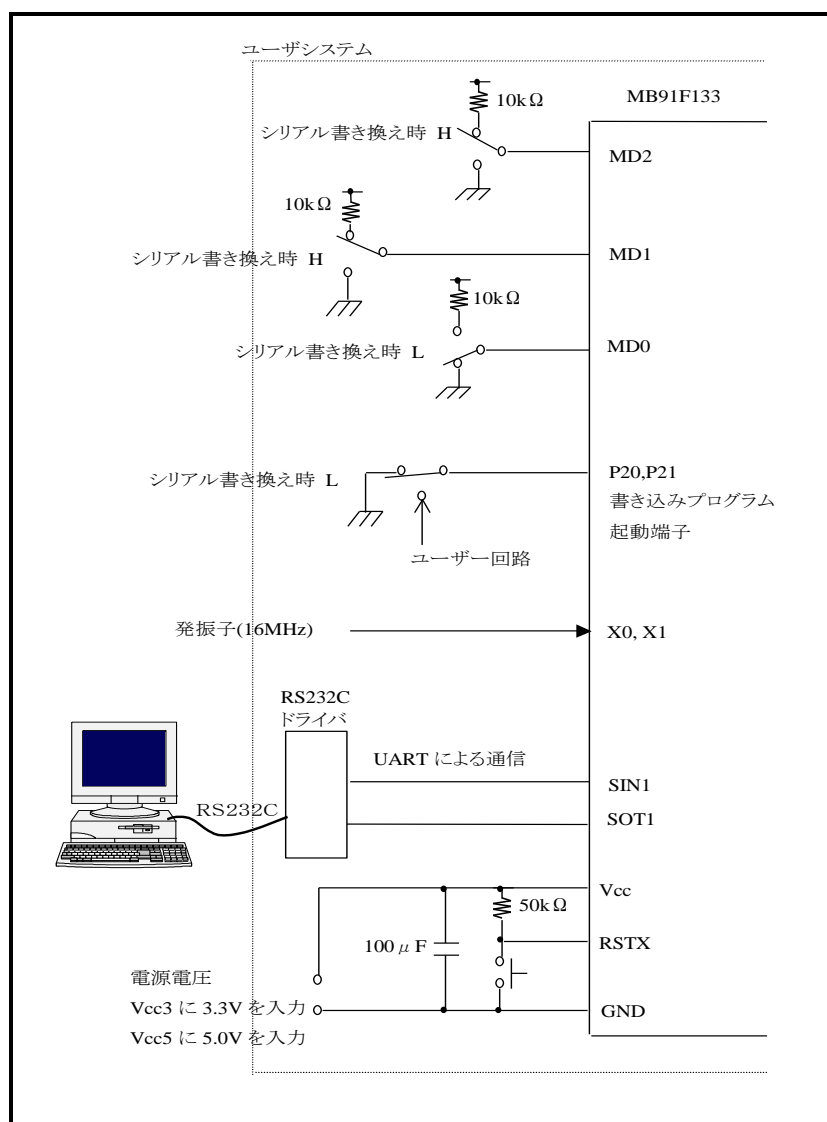 ユーザシステム
MB91F133
10kΩ
シリアル書き換え時 H
MD2
10kΩ
シリアル書き換え時 H
MD1
10kΩ
シリアル書き換え時 L
MD0
シリアル書き換え時 L
P20,P21
書き込みプログラム
起動端子
ユーザー回路
発振子(16MHz)
X0, X1
RS232C
ドライバ
UART による通信
SIN1
RS232C
SOT1
Vcc
50kΩ
100μF
RSTX
電源電圧
Vcc3 に 3.3V を入力
GND
Vcc5 に 5.0V を入力